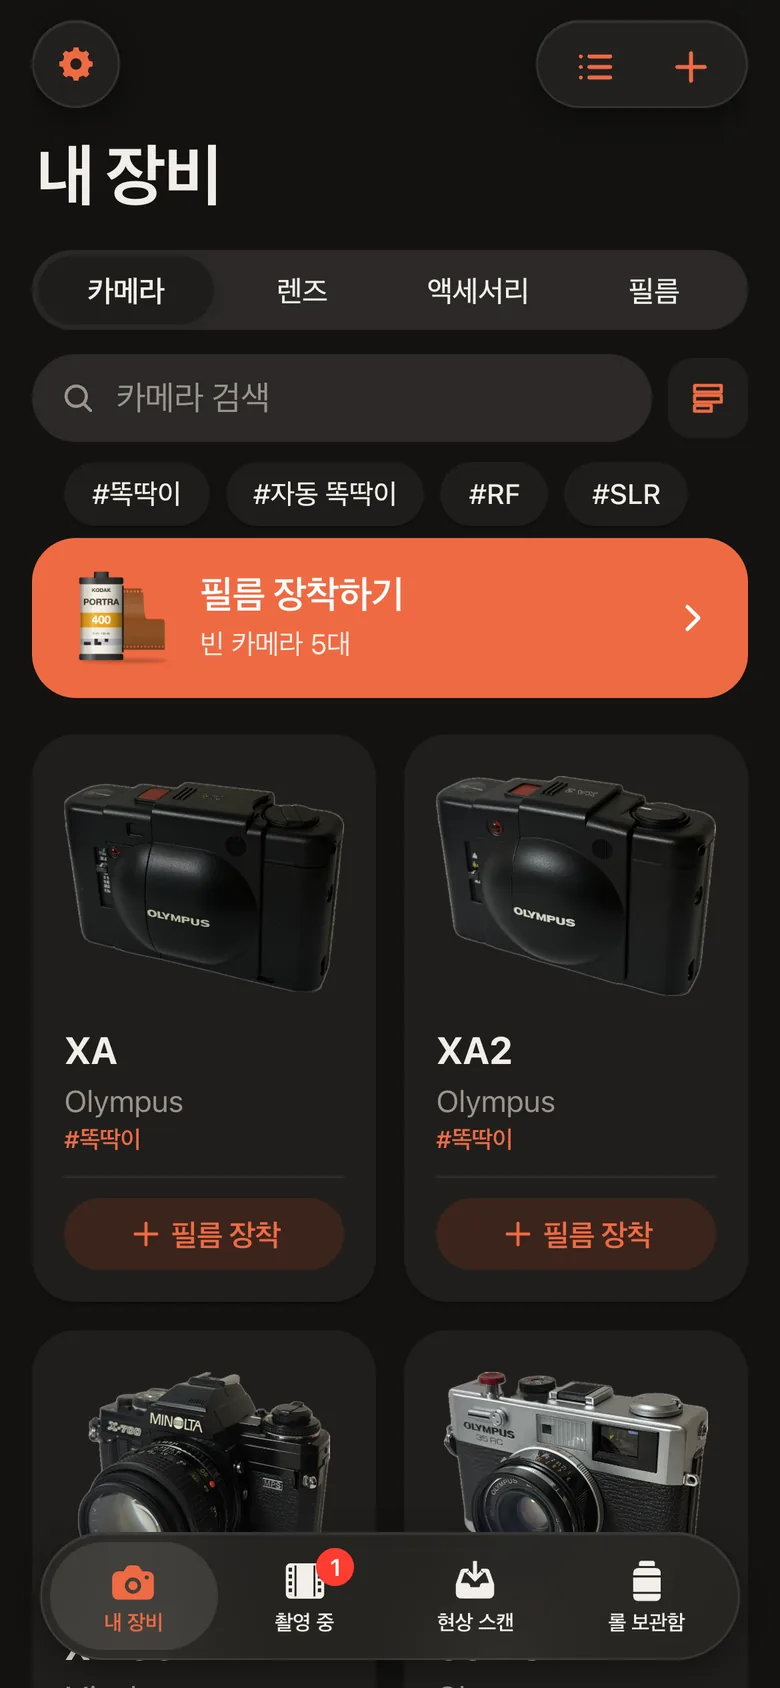 내 장비
카메라 렌즈 액세서리 필름
카메라 검색
#똑딱이 #자동 똑딱이 #RF #SLR
KODAK
PORTRA
400
필름 장착하기
빈 카메라 5대
OLYMPUS
OLYMPUS
XA
Olympus
#똑딱이
+ 필름 장착
XA2
Olympus
#똑딱이
+ 필름 장착
X-700
MINOLTA
MPS
OLYMPUS
35 RC
내 장비
촬영 중
1
현상 스캔
롤 보관함